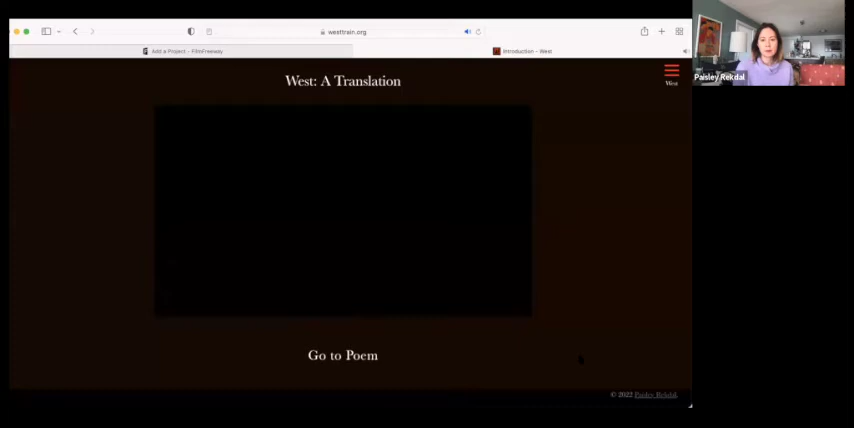 westtrain.org
Add a Project - FilmFreeway
Introduction - West
West: A Translation
West
Go to Poem
© 2022 Paisley Rekdal.
Paisley Rekdal